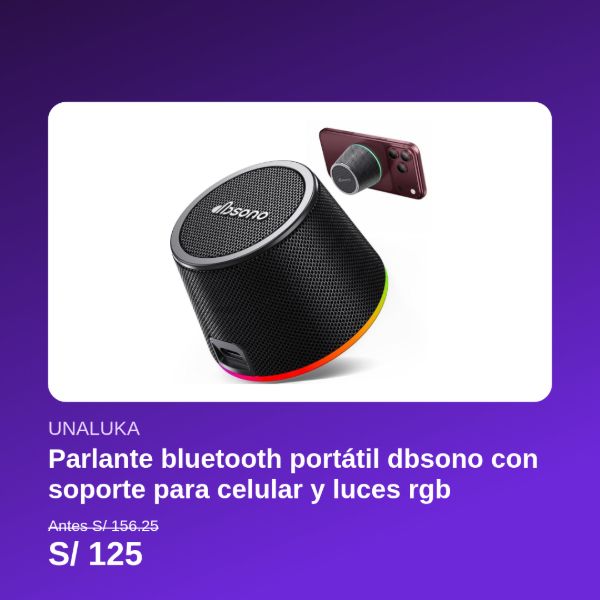 dbsono
UNALUKA
Parlante bluetooth portátil dbsono con
soporte para celular y luces rgb
Antes S/ 156.25
S/ 125